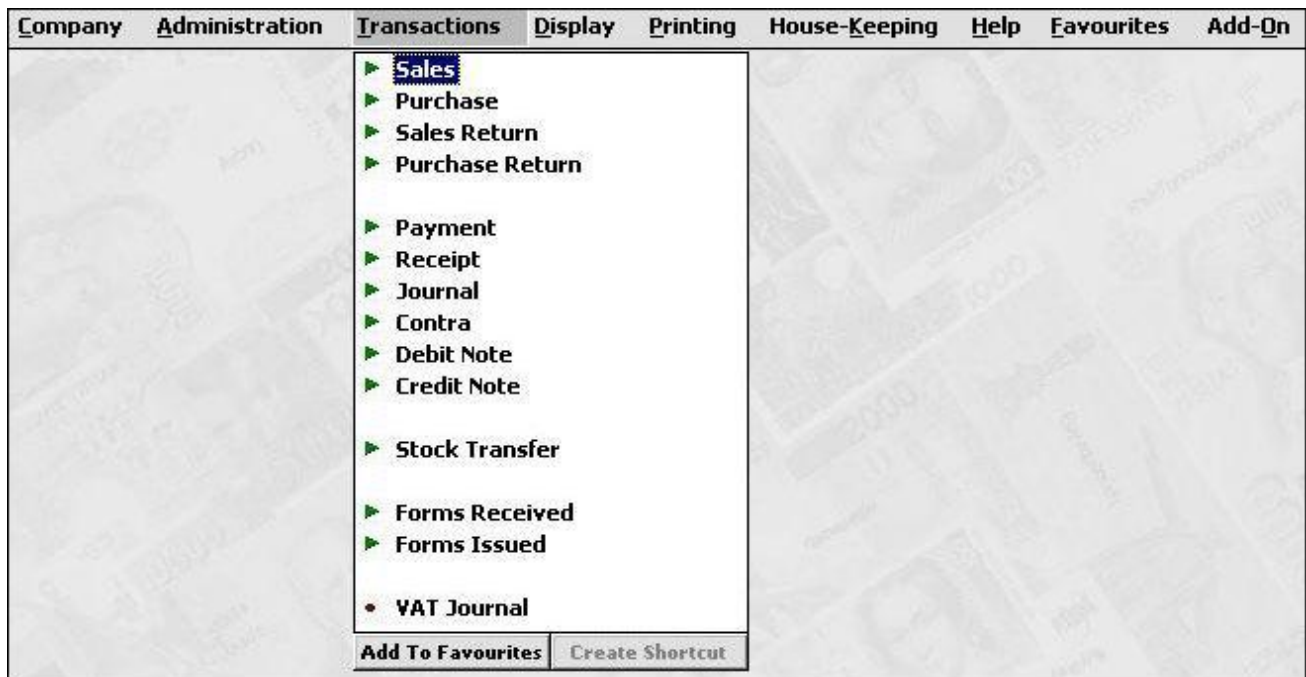 Company Administration Transactions Display Printing House-Keeping Help Favourites Add-On
Sales
Purchase
Sales Return
Purchase Return
Payment
Receipt
Journal
Contra
Debit Note
Credit Note
Stock Transfer
Forms Received
Forms Issued
VAT Journal
Add To Favourites Create Shortcut